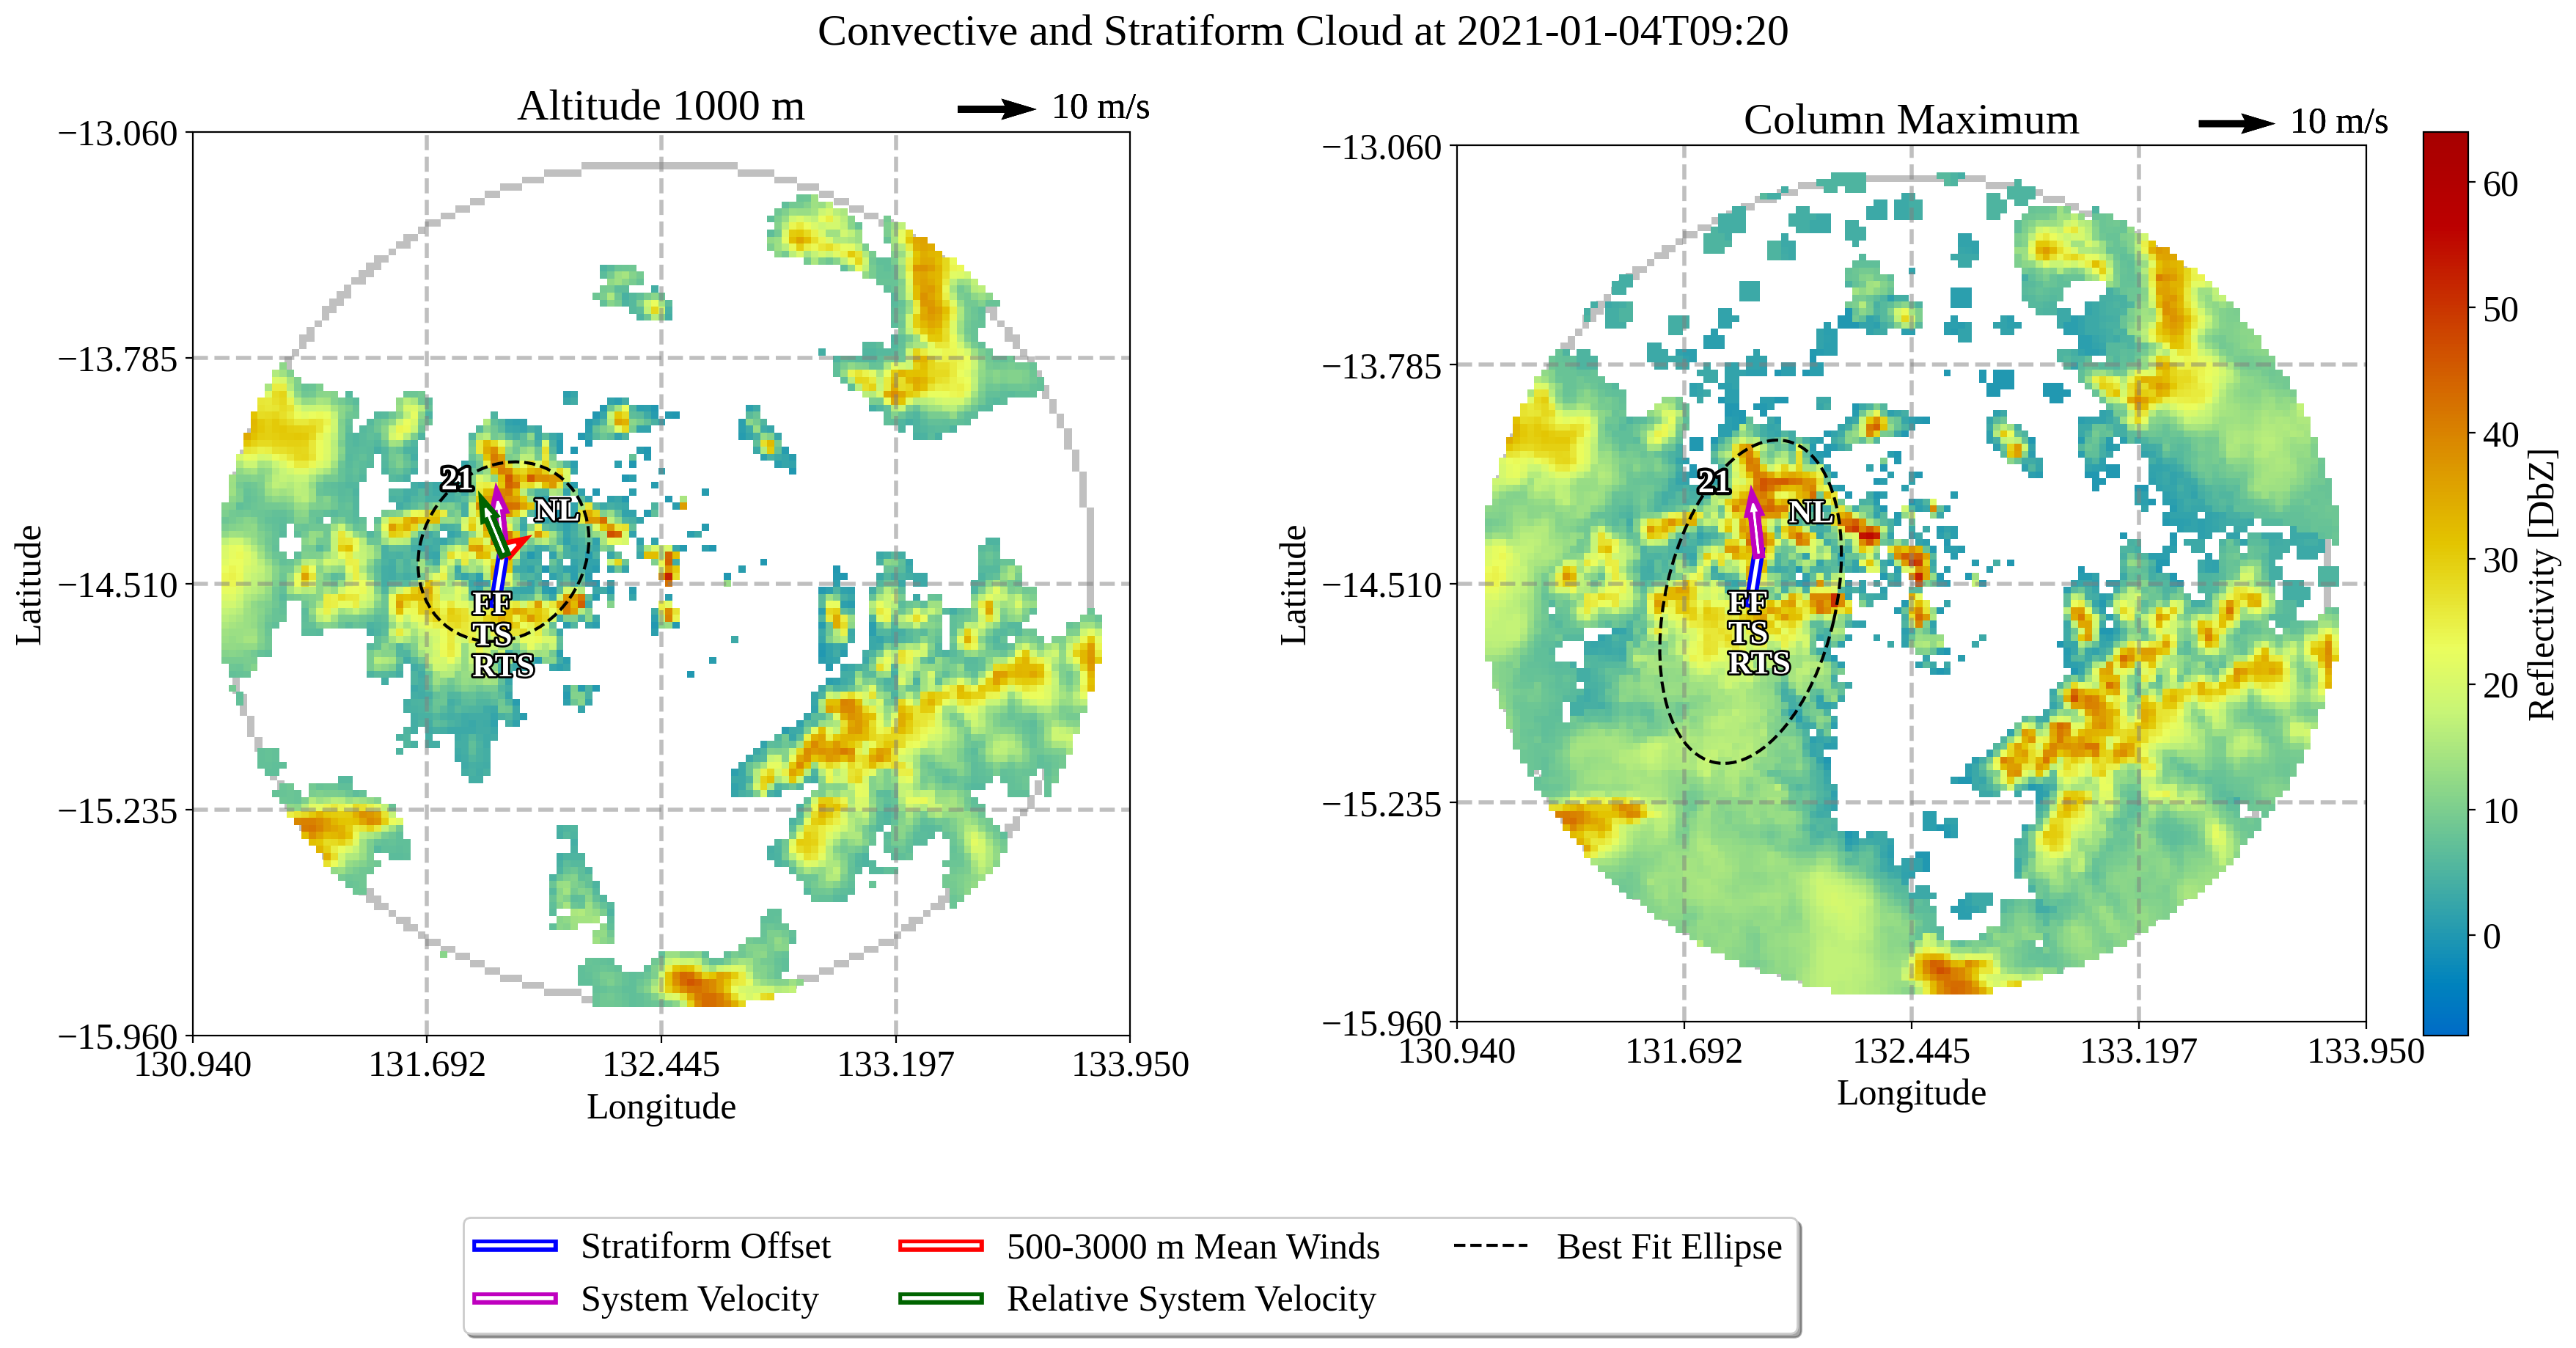 Convective and Stratiform Cloud at 2021-01-04T09:20
Altitude 1000 m
10 m/s
−13.060
−13.785
−14.510
−15.235
−15.960
130.940
131.692
132.445
133.197
133.950
Latitude
Longitude
21
NL
FF
TS
RTS
Column Maximum
10 m/s
−13.060
−13.785
−14.510
−15.235
−15.960
130.940
131.692
132.445
133.197
133.950
Latitude
Longitude
21
NL
FF
TS
RTS
60
50
40
30
20
10
0
Reflectivity [DbZ]
Stratiform Offset
System Velocity
500-3000 m Mean Winds
Relative System Velocity
Best Fit Ellipse